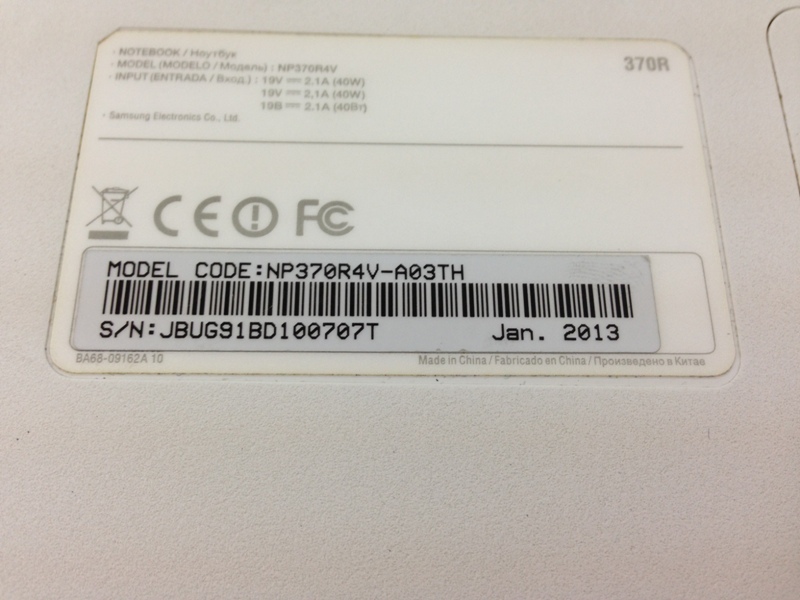 · NOTEBOOK / Ноутбук
· MODEL (MODELO / Модель) : NP370R4V
· INPUT (ENTRADA / Вход.) : 19V ⎓ 2.1A (40W)
19V ⎓ 2,1A (40W)
19В ⎓ 2.1A (40Вт)
· Samsung Electronics Co., Ltd.
370R
CE FC
MODEL CODE:NP370R4V-A03TH
S/N:JBUG91BD100707T Jan. 2013
BA68-09162A 10 Made in China / Fabricado en China / Произведено в Китае